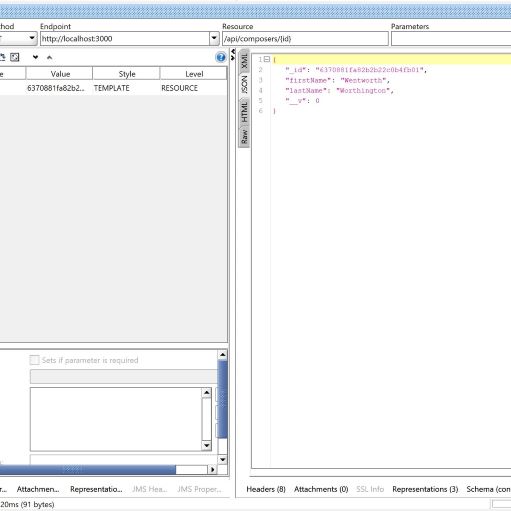 thod Endpoint Resource Parameters
T http://localhost:3000 /api/composers/{id}
e Value Style Level
6370881fa82b2... TEMPLATE RESOURCE
XML
JSON
HTML
Raw
1 {
2 "_id": "6370881fa82b2b22c0b4fb01",
3 "firstName": "Wentworth",
4 "lastName": "Worthington",
5 "__v": 0
6 }
Sets if parameter is required
r... Attachmen... Representatio... JMS Hea... JMS Proper...
Headers (8) Attachments (0) SSL Info Representations (3) Schema (con
20ms (91 bytes)